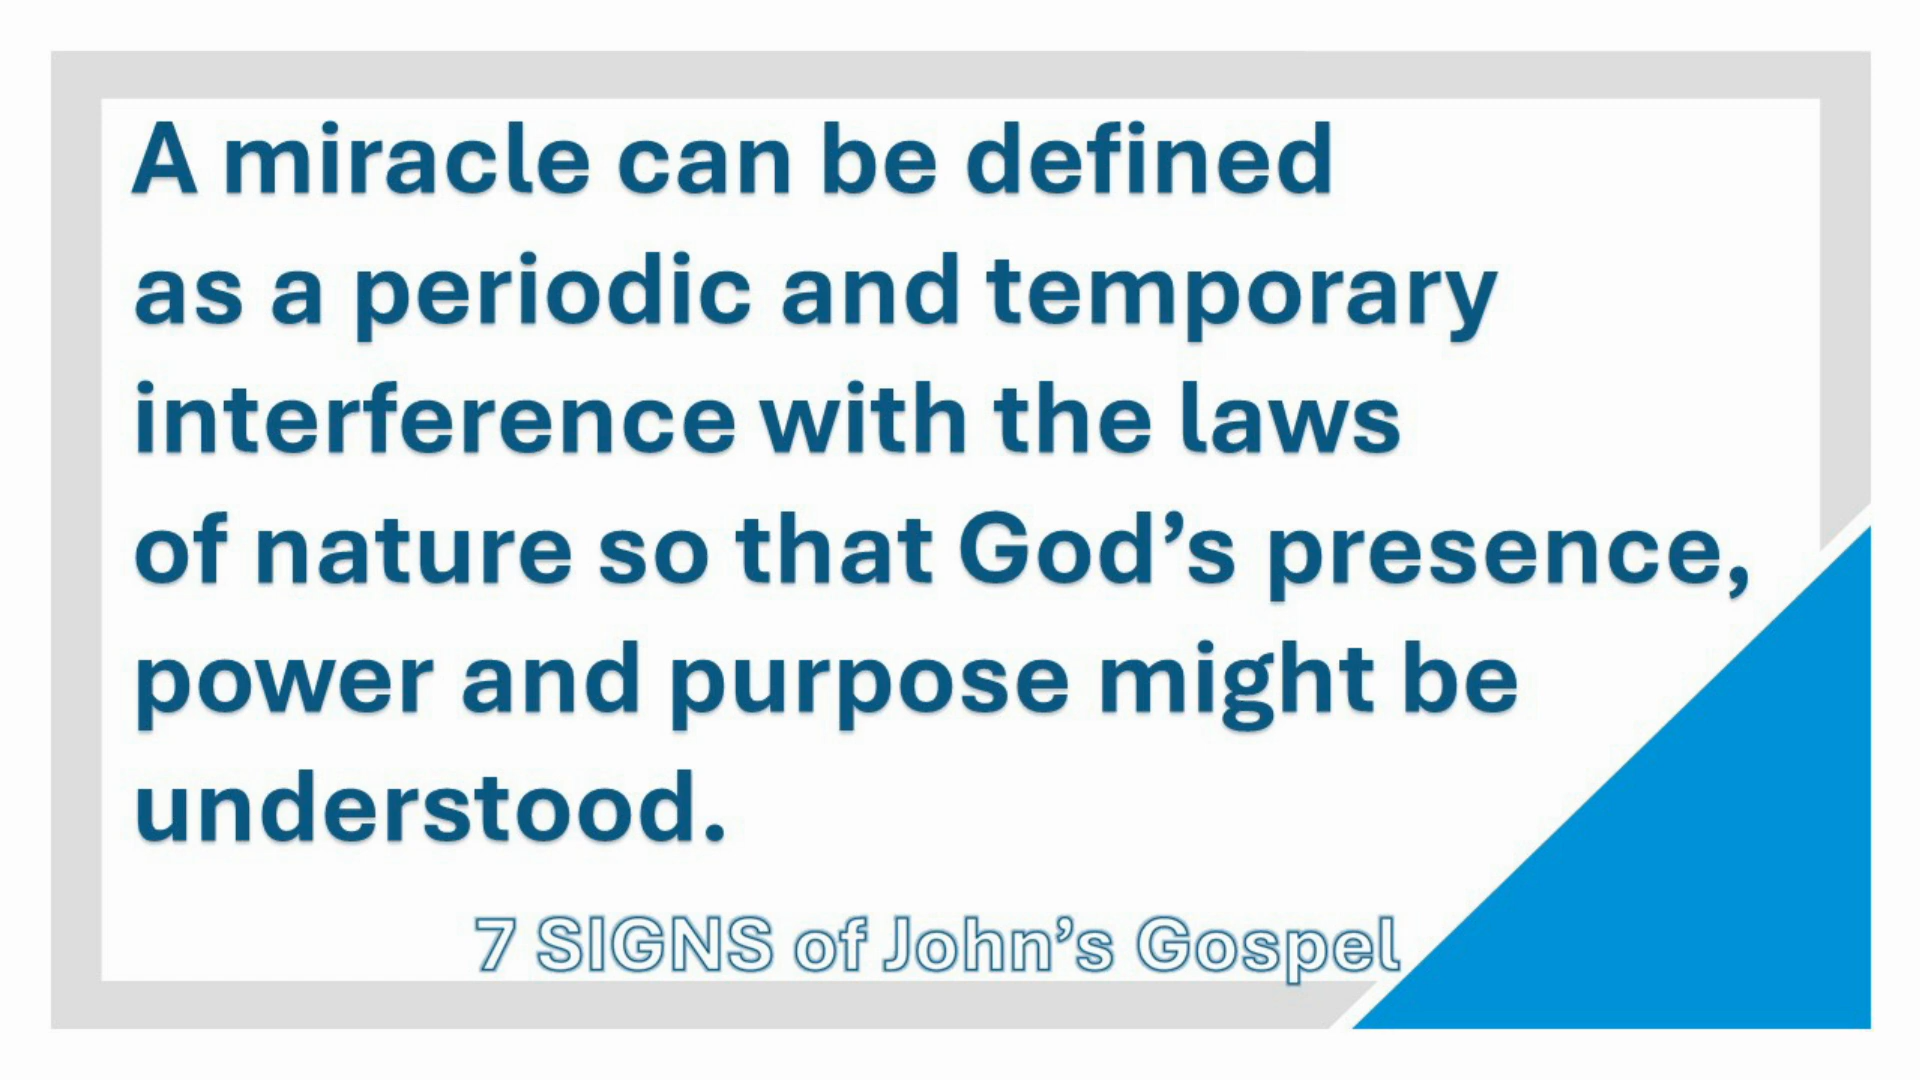 A miracle can be defined
as a periodic and temporary
interference with the laws
of nature so that God’s presence,
power and purpose might be
understood.
7 SIGNS of John’s Gospel